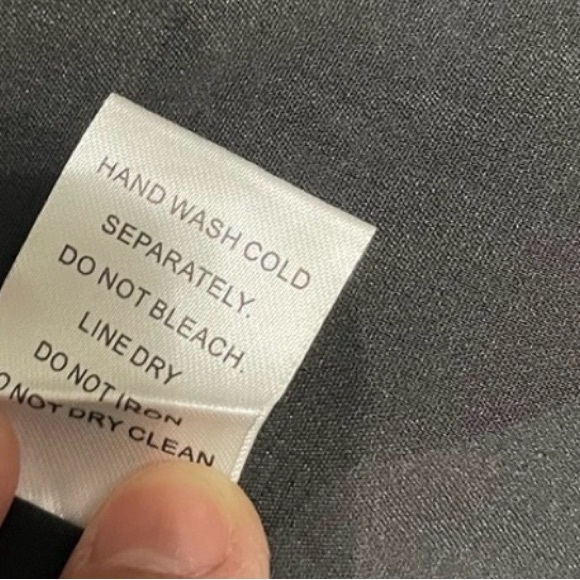 HAND WASH COLD
SEPARATELY.
DO NOT BLEACH.
LINE DRY
DO NOT IRON
DO NOT DRY CLEAN